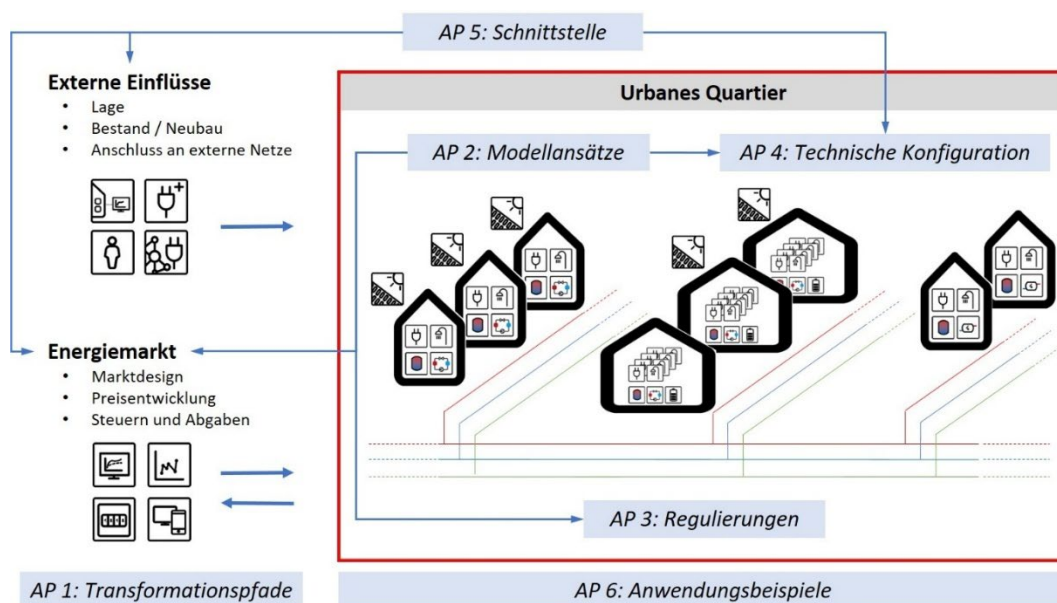 AP 5: Schnittstelle
Externe Einflüsse
• Lage
• Bestand / Neubau
• Anschluss an externe Netze
Urbanes Quartier
AP 2: Modellansätze
AP 4: Technische Konfiguration
Energiemarkt
• Marktdesign
• Preisentwicklung
• Steuern und Abgaben
AP 3: Regulierungen
AP 1: Transformationspfade
AP 6: Anwendungsbeispiele